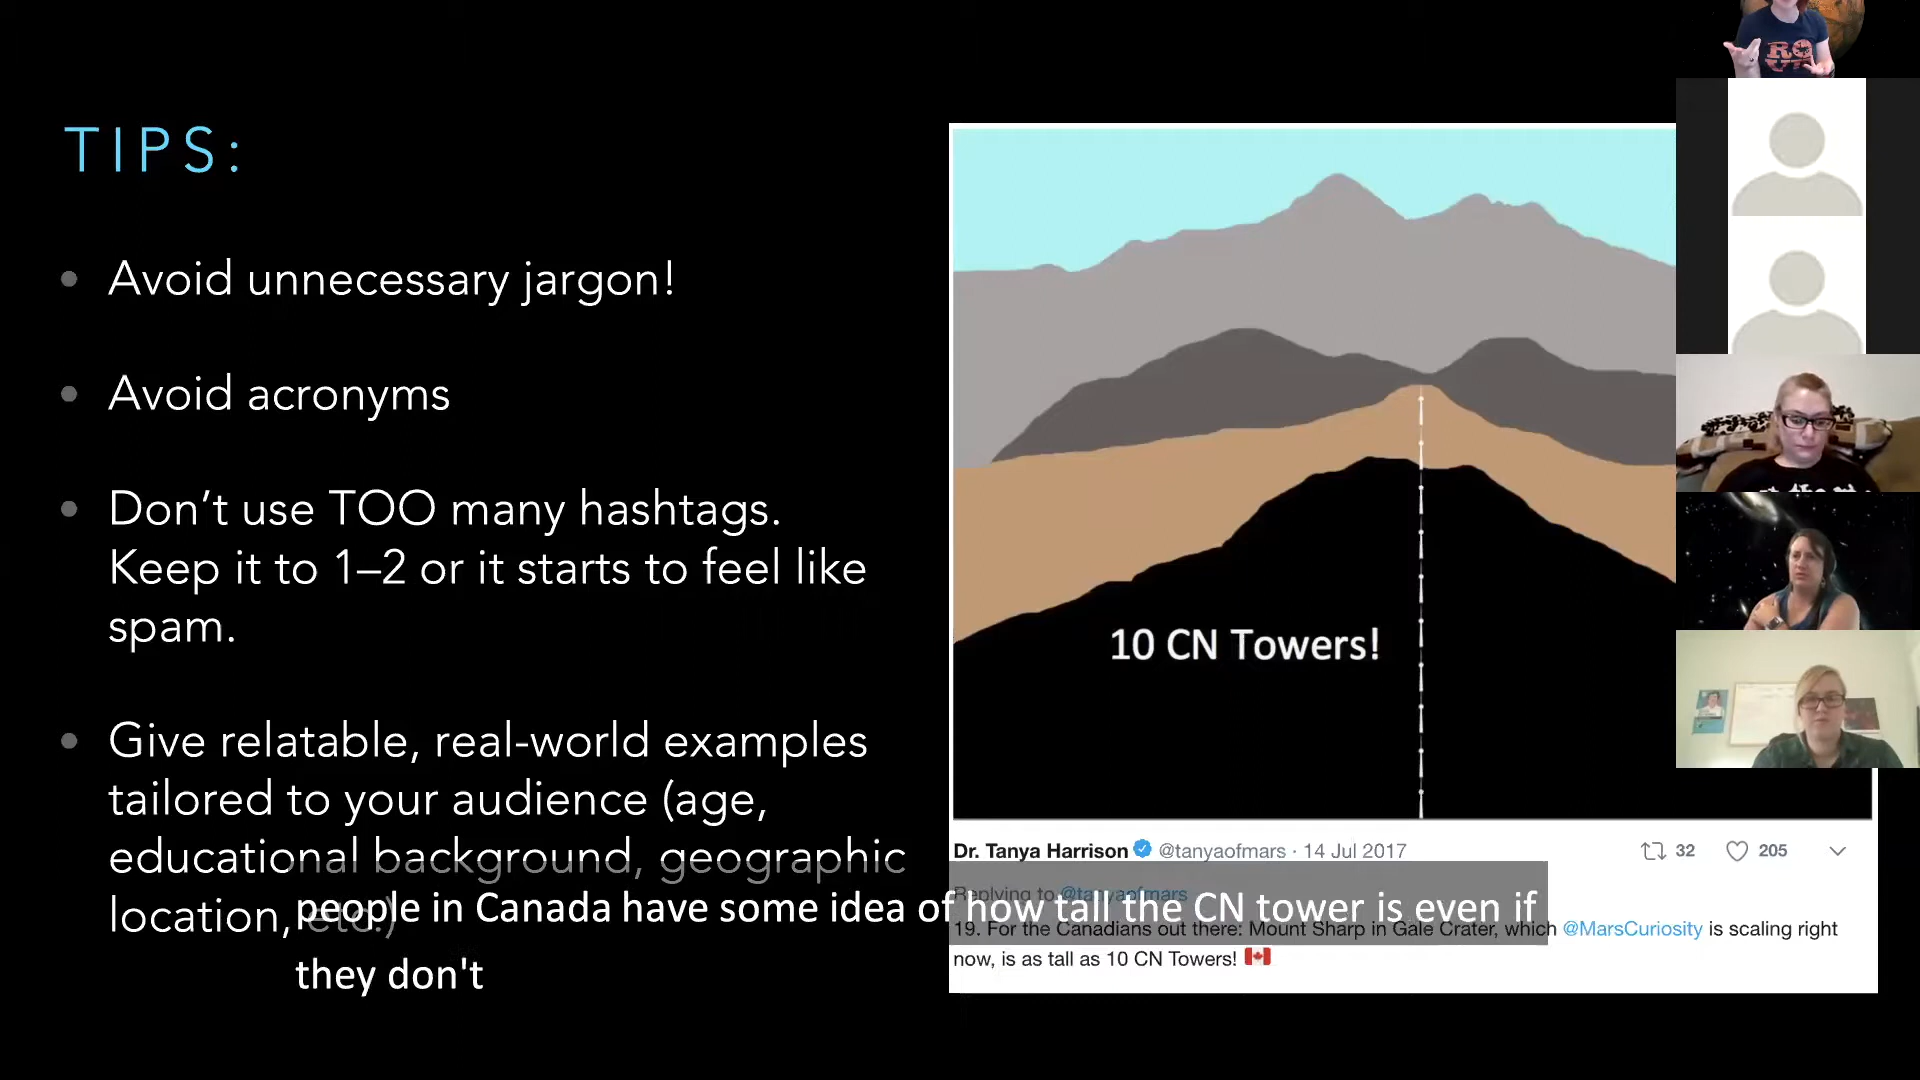 TIPS:
Avoid unnecessary jargon!
Avoid acronyms
Don't use TOO many hashtags.
Keep it to 1–2 or it starts to feel like
spam.
Give relatable, real-world examples
tailored to your audience (age,
educational background, geographic
location, etc.)
10 CN Towers!
Dr. Tanya Harrison @tanyaofmars · 14 Jul 2017 32 205
Replying to @tanyaofmars
19. For the Canadians out there: Mount Sharp in Gale Crater, which @MarsCuriosity is scaling right
now, is as tall as 10 CN Towers! 🇨🇦
people in Canada have some idea of how tall the CN tower is even if
they don't